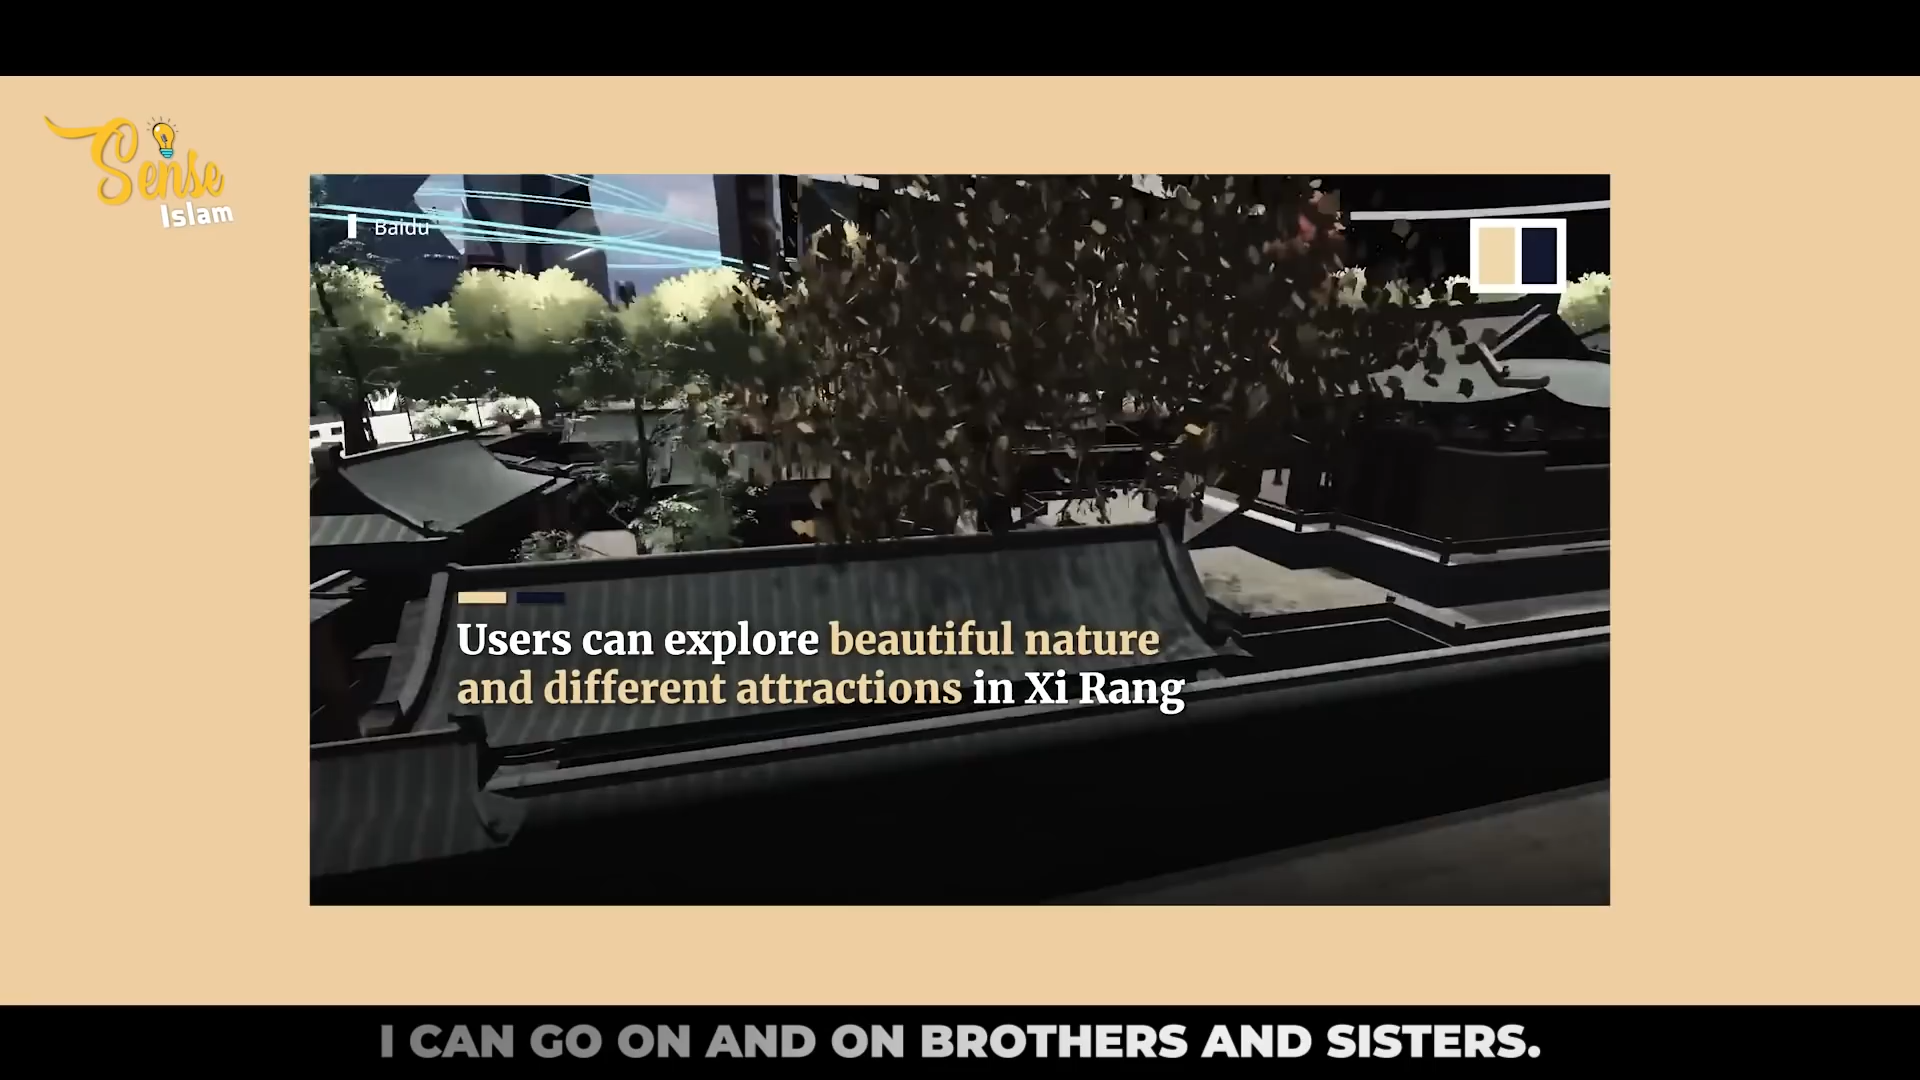 Sense
Islam
Baidu
Users can explore beautiful nature
and different attractions in Xi Rang
I CAN GO ON AND ON BROTHERS AND SISTERS.